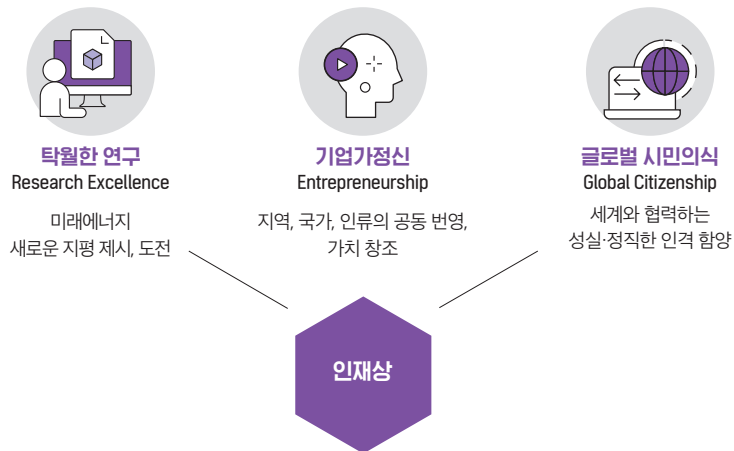 탁월한 연구
Research Excellence
미래에너지
새로운 지평 제시, 도전
기업가정신
Entrepreneurship
지역, 국가, 인류의 공동 번영,
가치 창조
글로벌 시민의식
Global Citizenship
세계와 협력하는
성실·정직한 인격 함양
인재상